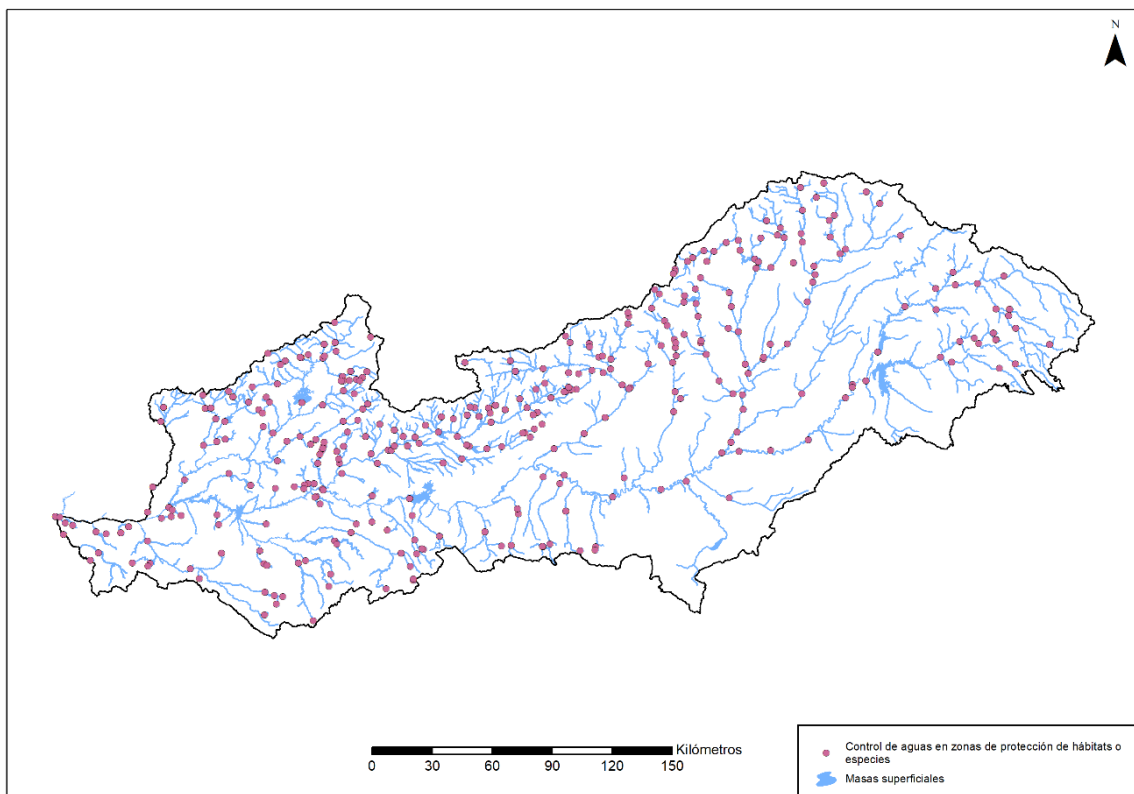 N
Kilómetros
0 30 60 90 120 150
Control de aguas en zonas de protección de hábitats o
especies
Masas superficiales